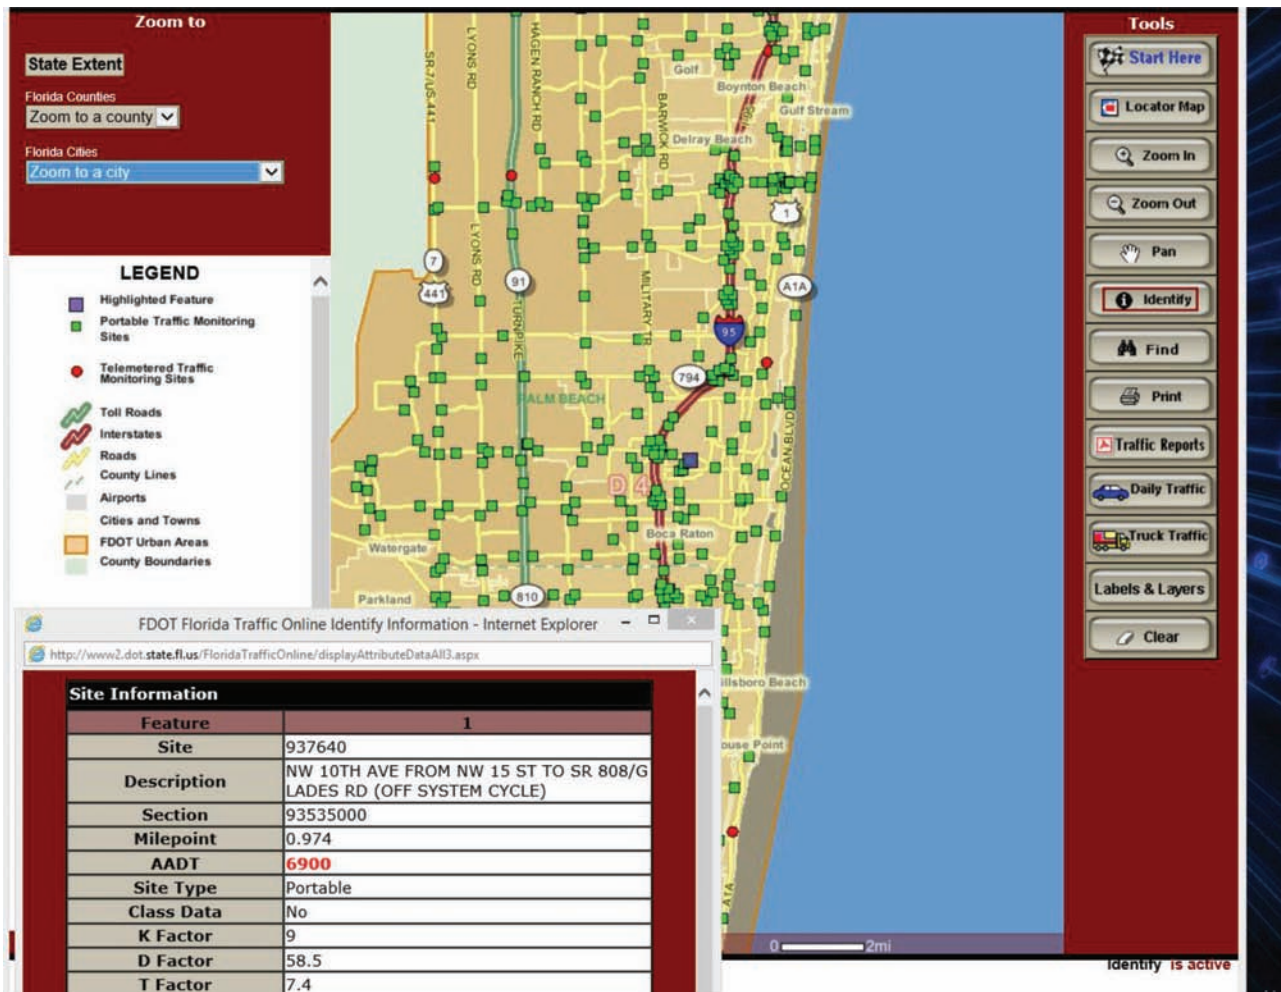 Zoom to
State Extent
Florida Counties
Zoom to a county
Florida Cities
Zoom to a city
LEGEND
Highlighted Feature
Portable Traffic Monitoring
Sites
Telemetered Traffic
Monitoring Sites
Toll Roads
Interstates
Roads
County Lines
Airports
Cities and Towns
FDOT Urban Areas
County Boundaries
SR-7/US-441
LYONS RD
HAGEN RANCH RD
BARWICK RD
Golf
Boynton Beach
Gulf Stream
Delray Beach
1
LYONS RD
7
441
91
TURNPIKE
MILITARY TR
A1A
95
794
PALM BEACH
OCEAN BLVD
D 4
Boca Raton
Watergate
Parkland
810
illsboro Beach
ouse Point
A1A
0 2mi
Tools
Start Here
Locator Map
Zoom In
Zoom Out
Pan
Identify
Find
Print
Traffic Reports
Daily Traffic
Truck Traffic
Labels & Layers
Clear
Identify is active
FDOT Florida Traffic Online Identify Information - Internet Explorer
http://www2.dot.state.fl.us/FloridaTrafficOnline/displayAttributeDataAll3.aspx
Site Information
Feature 1
Site 937640
Description NW 10TH AVE FROM NW 15 ST TO SR 808/G
LADES RD (OFF SYSTEM CYCLE)
Section 93535000
Milepoint 0.974
AADT 6900
Site Type Portable
Class Data No
K Factor 9
D Factor 58.5
T Factor 7.4